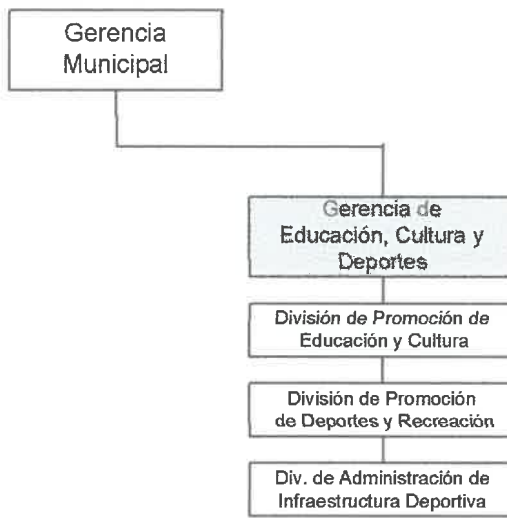 Gerencia
Municipal
Gerencia de
Educación, Cultura y
Deportes
División de Promoción de
Educación y Cultura
División de Promoción
de Deportes y Recreación
Div. de Administración de
Infraestructura Deportiva